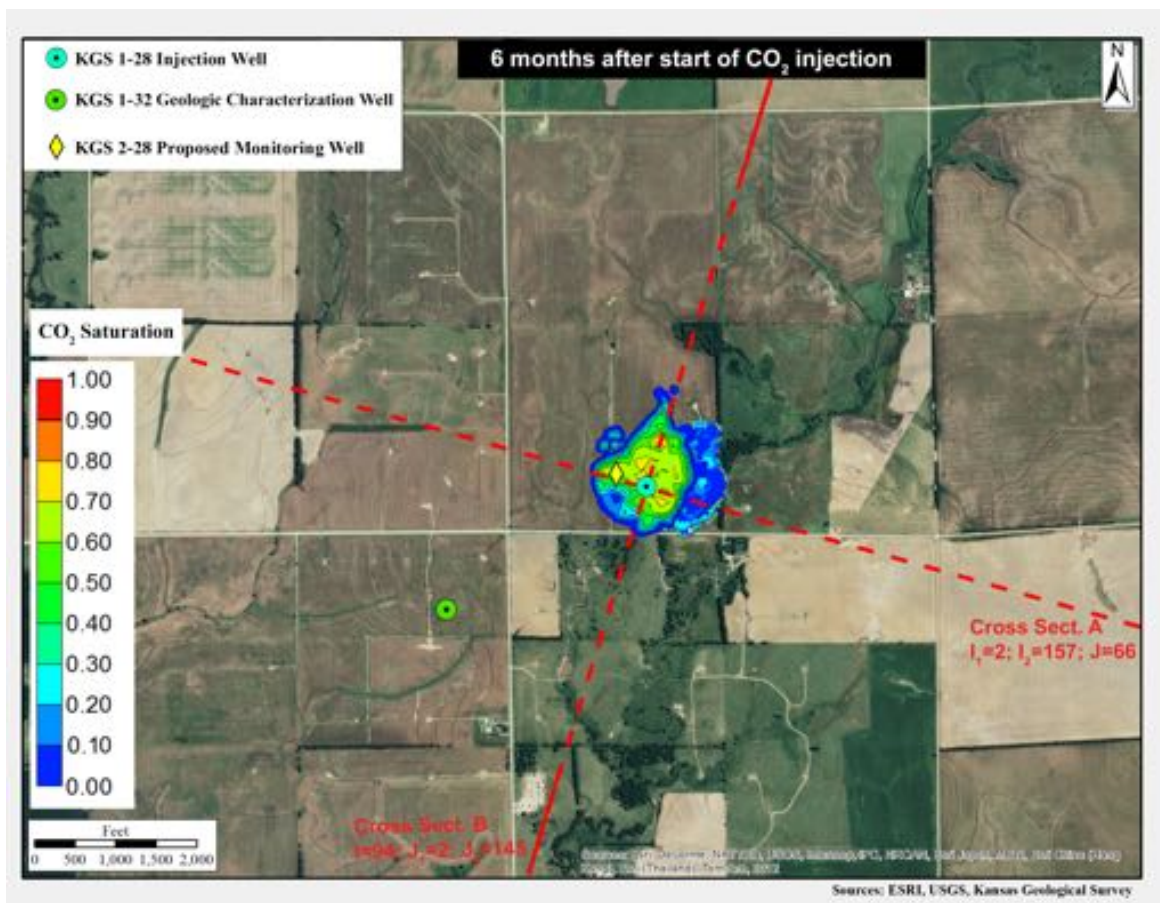 KGS 1-28 Injection Well
KGS 1-32 Geologic Characterization Well
KGS 2-28 Proposed Monitoring Well
6 months after start of CO₂ injection
N
CO₂ Saturation
1.00
0.90
0.80
0.70
0.60
0.50
0.40
0.30
0.20
0.10
0.00
Cross Sect. A
I₁=2; I₂=157; J=66
Cross Sect. B
Feet
0 500 1,000 1,500 2,000
Sources: ESRI, USGS, Kansas Geological Survey